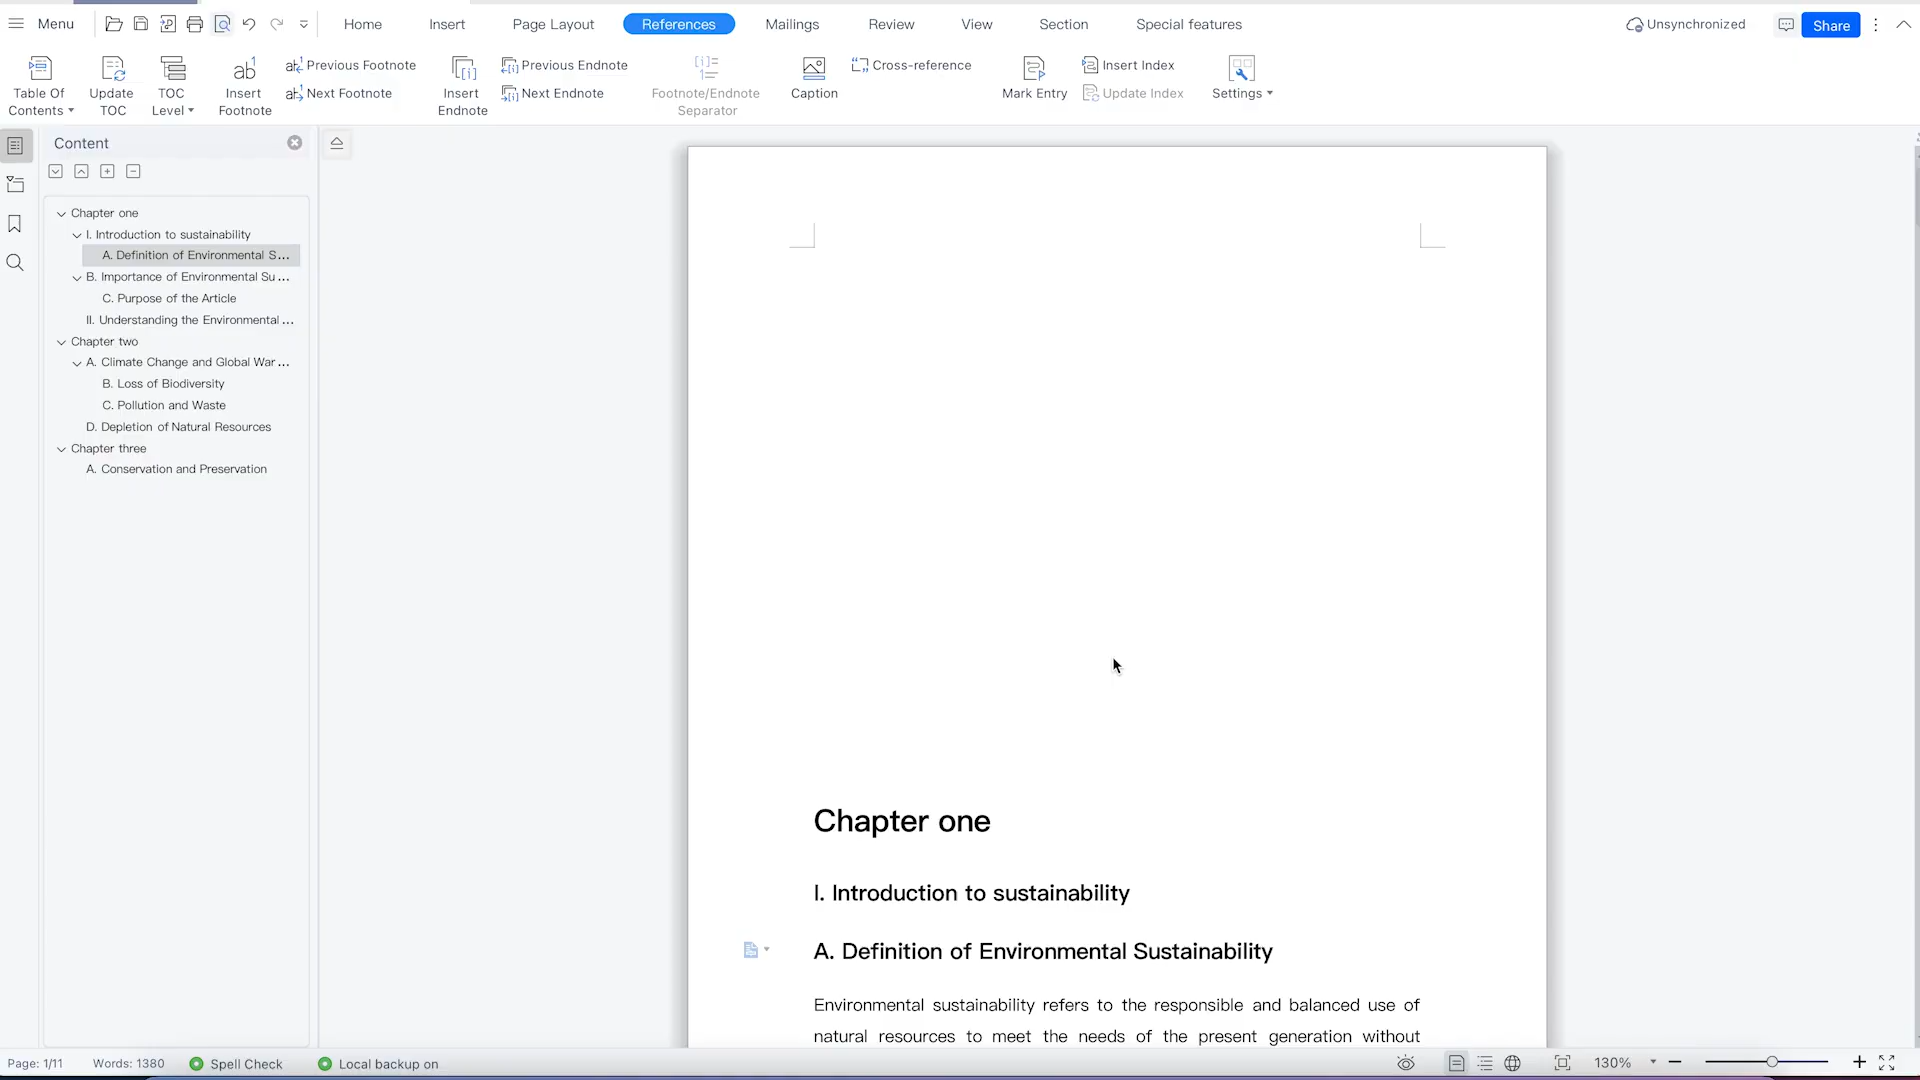 Menu Home Insert Page Layout References Mailings Review View Section Special features Unsynchronized Share
Table Of Contents
Update TOC
TOC Level
ab¹ Insert Footnote
Previous Footnote
Next Footnote
Insert Endnote
Previous Endnote
Next Endnote
Footnote/Endnote Separator
Caption
Cross-reference
Mark Entry
Insert Index
Update Index
Settings
Content
Chapter one
I. Introduction to sustainability
A. Definition of Environmental S...
B. Importance of Environmental Su...
C. Purpose of the Article
II. Understanding the Environmental ...
Chapter two
A. Climate Change and Global War...
B. Loss of Biodiversity
C. Pollution and Waste
D. Depletion of Natural Resources
Chapter three
A. Conservation and Preservation
Chapter one
I. Introduction to sustainability
A. Definition of Environmental Sustainability
Environmental sustainability refers to the responsible and balanced use of
natural resources to meet the needs of the present generation without
Page: 1/11 Words: 1380 Spell Check Local backup on 130%